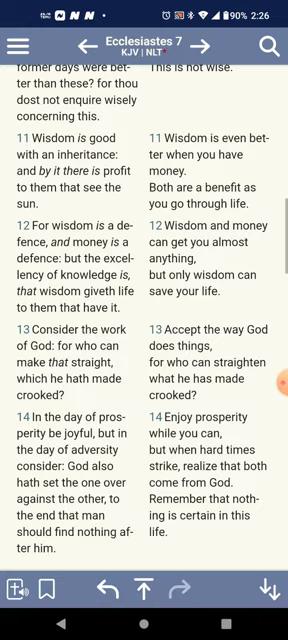 90% 2:26
Ecclesiastes 7
KJV | NLT *
former days were bet-
ter than these? for thou
dost not enquire wisely
concerning this.
11 Wisdom is good
with an inheritance:
and by it there is profit
to them that see the
sun.
12 For wisdom is a de-
fence, and money is a
defence: but the excel-
lency of knowledge is,
that wisdom giveth life
to them that have it.
13 Consider the work
of God: for who can
make that straight,
which he hath made
crooked?
14 In the day of pros-
perity be joyful, but in
the day of adversity
consider: God also
hath set the one over
against the other, to
the end that man
should find nothing af-
ter him.
This is not wise.
11 Wisdom is even bet-
ter when you have
money.
Both are a benefit as
you go through life.
12 Wisdom and money
can get you almost
anything,
but only wisdom can
save your life.
13 Accept the way God
does things,
for who can straighten
what he has made
crooked?
14 Enjoy prosperity
while you can,
but when hard times
strike, realize that both
come from God.
Remember that noth-
ing is certain in this
life.